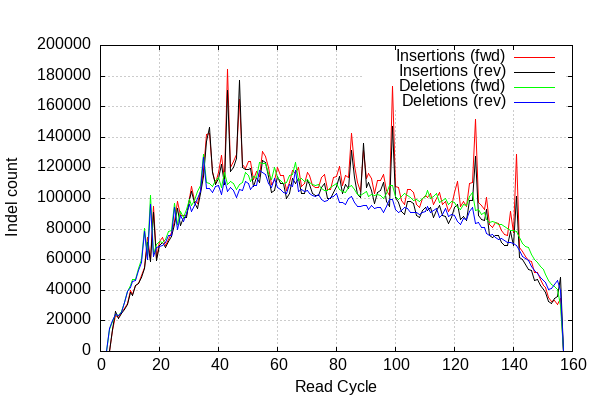 200000
180000
160000
140000
120000
100000
80000
60000
40000
20000
0
Indel count
Insertions (fwd)
Insertions (rev)
Deletions (fwd)
Deletions (rev)
0 20 40 60 80 100 120 140 160
Read Cycle